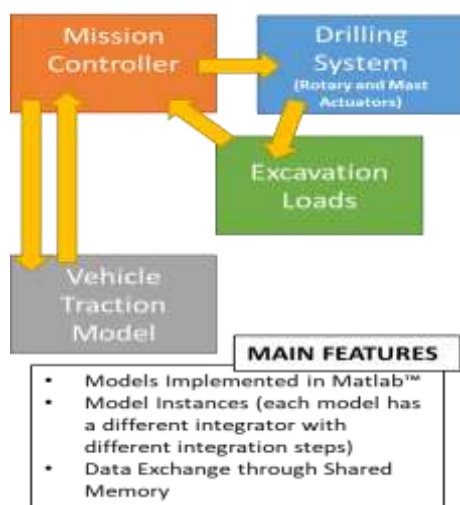 Mission
Controller
Drilling
System
(Rotary and Mast
Actuators)
Excavation
Loads
Vehicle
Traction
Model
MAIN FEATURES
• Models Implemented in Matlab™
• Model Instances (each model has
a different integrator with
different integration steps)
• Data Exchange through Shared
Memory